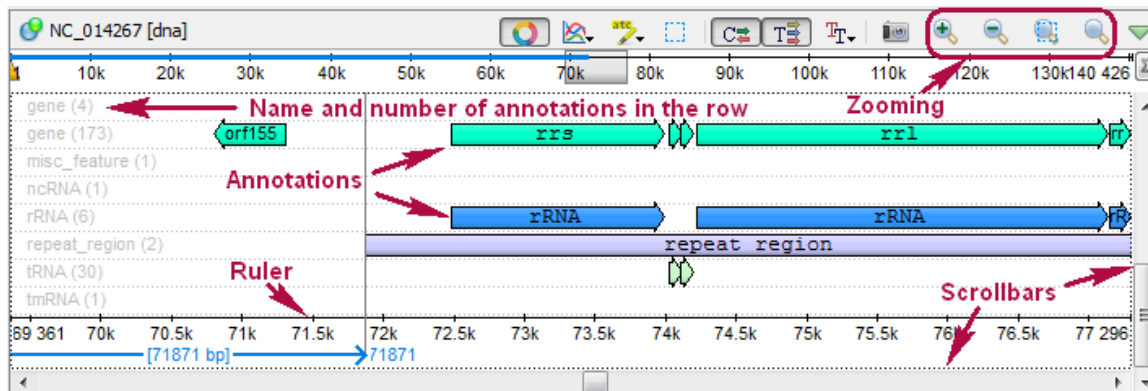 NC_014267 [dna]
1 10k 20k 30k 40k 50k 60k 70k 80k 90k 100k 110k 120k 130k 140 426
gene (4) Name and number of annotations in the row Zooming
gene (173) orf155 rrs rrl rr
misc_feature (1)
Annotations
ncRNA (1)
rRNA (6) rRNA rRNA rR
repeat_region (2) repeat region
tRNA (30) Ruler
Scrollbars
tmRNA (1)
69 361 70k 70.5k 71k 71.5k 72k 72.5k 73k 73.5k 74k 74.5k 75k 75.5k 76k 76.5k 77 296
[71871 bp] 71871